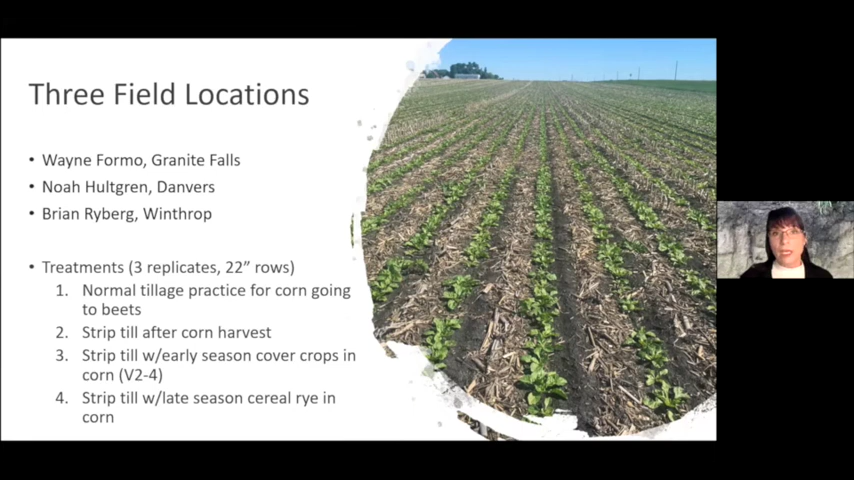 Three Field Locations
• Wayne Formo, Granite Falls
• Noah Hultgren, Danvers
• Brian Ryberg, Winthrop
• Treatments (3 replicates, 22” rows)
1. Normal tillage practice for corn going
to beets
2. Strip till after corn harvest
3. Strip till w/early season cover crops in
corn (V2-4)
4. Strip till w/late season cereal rye in
corn